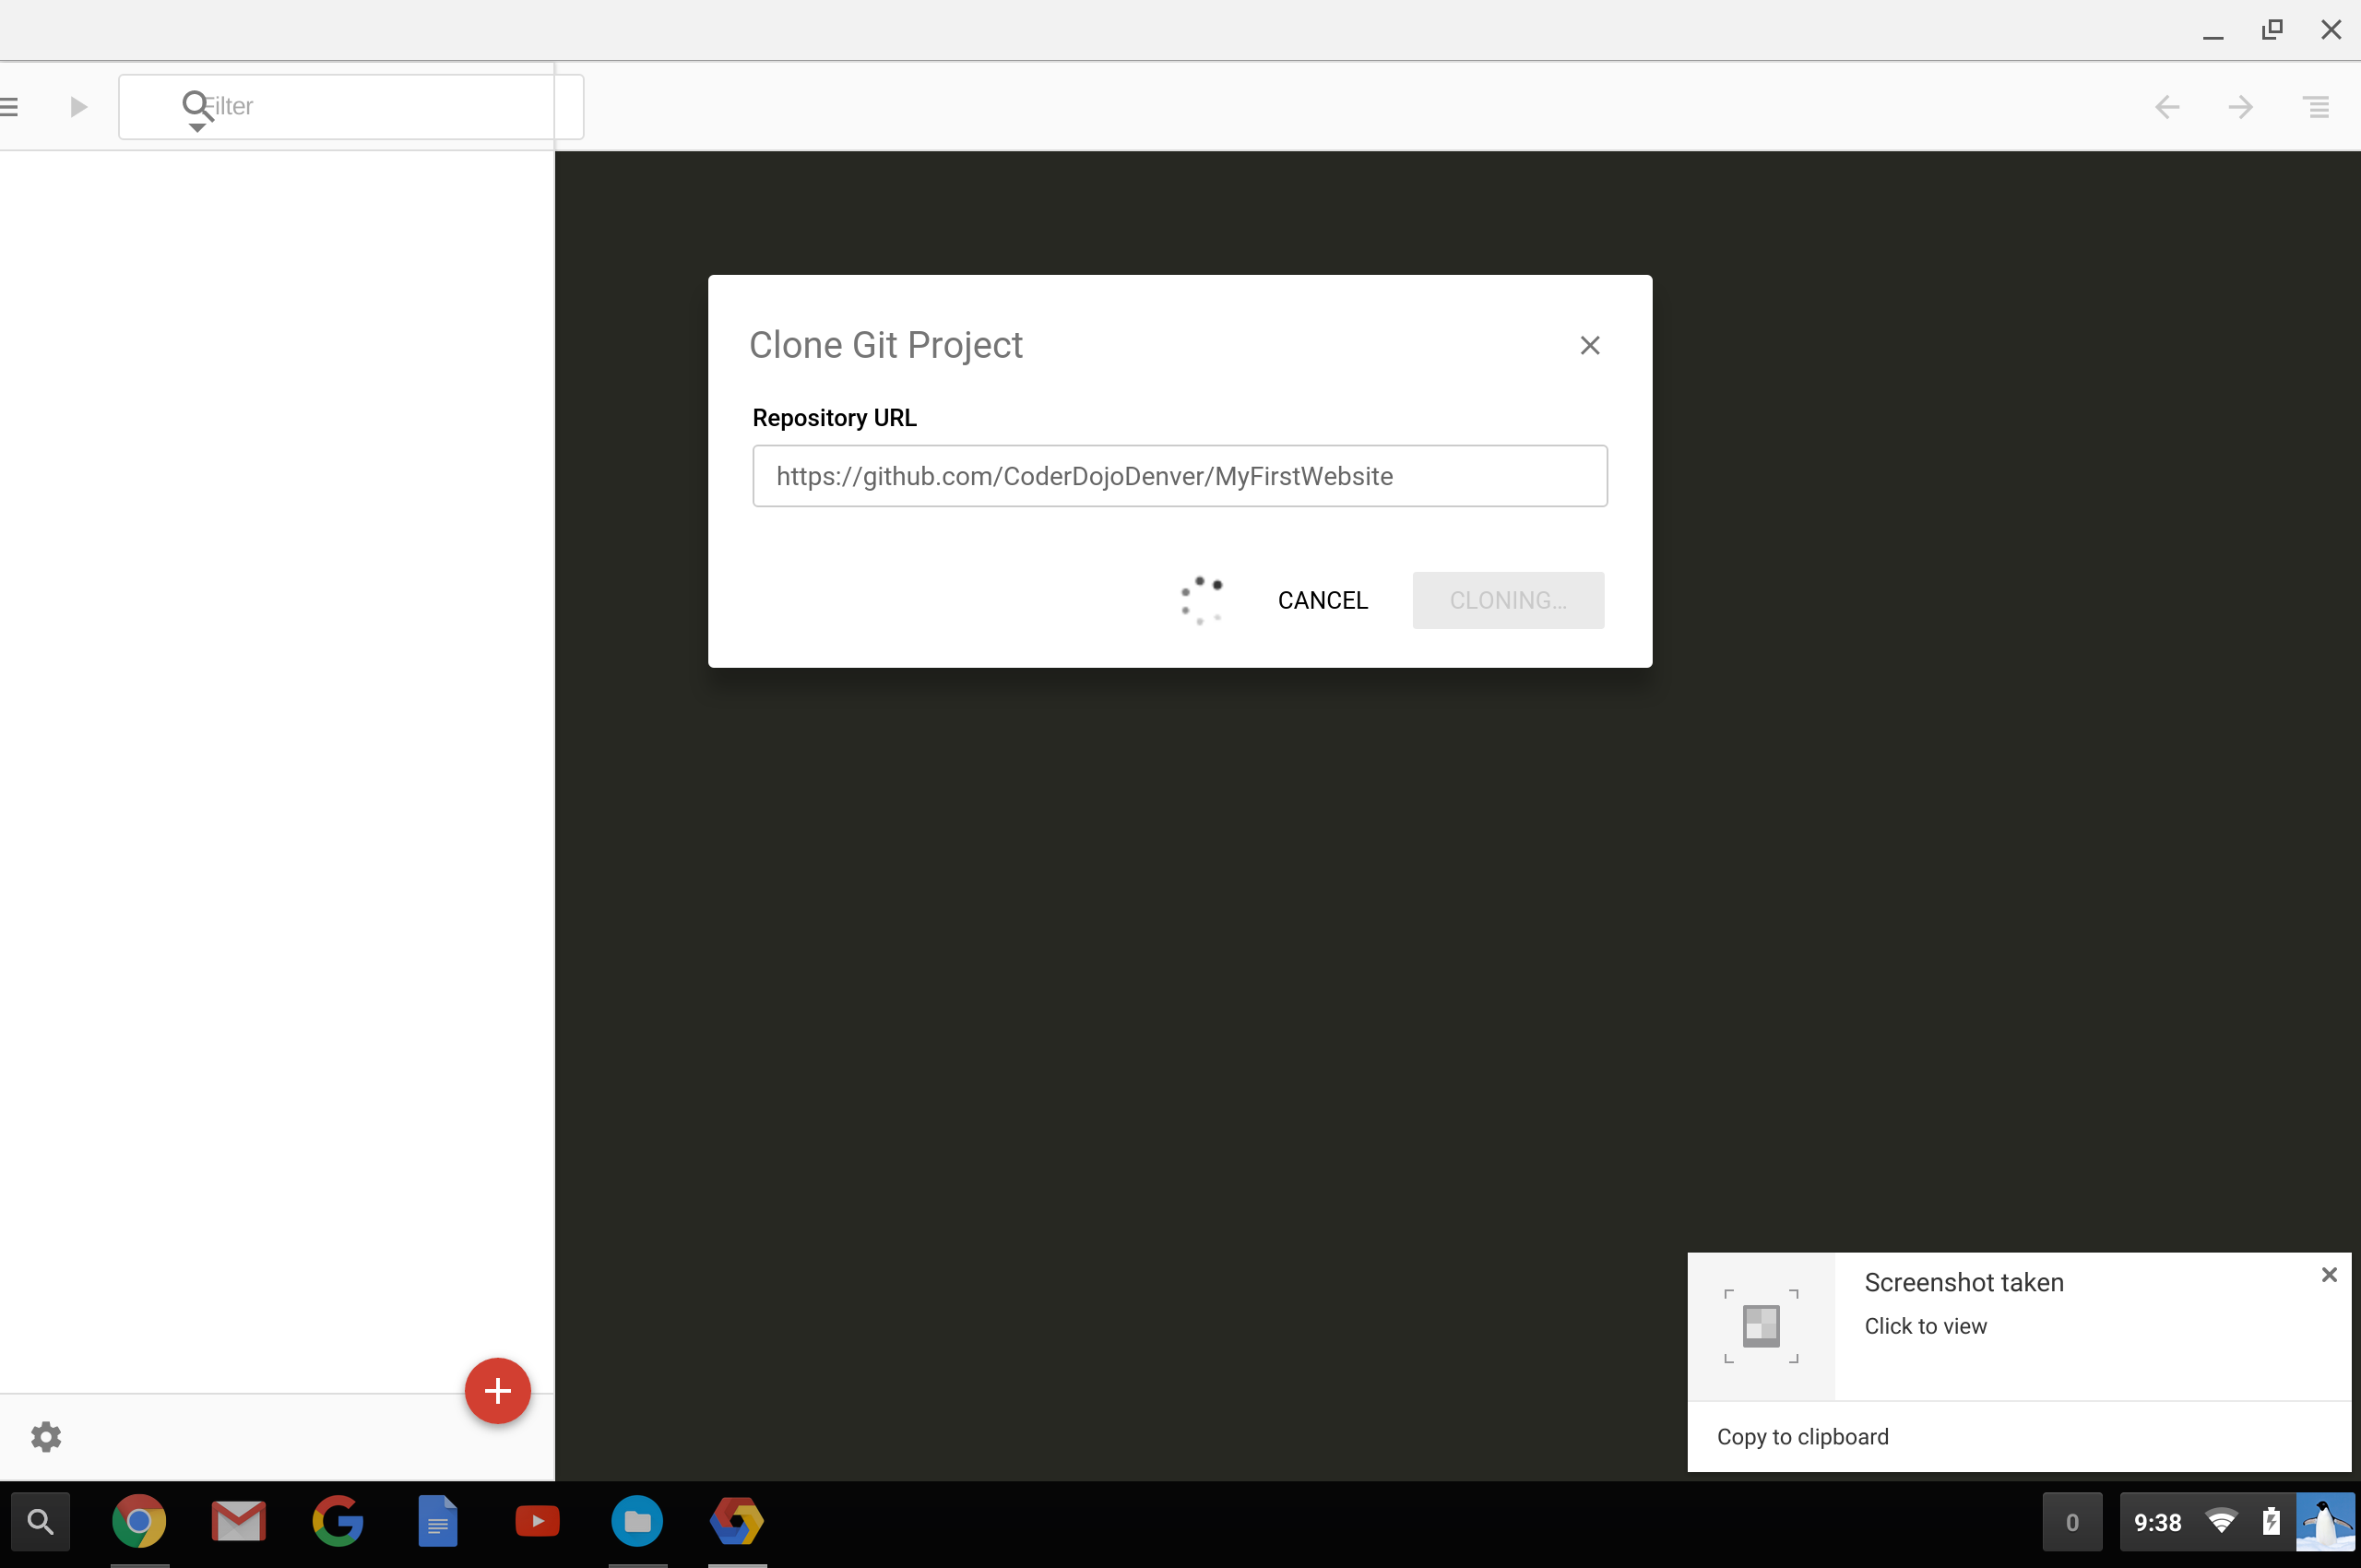 Filter
Clone Git Project
Repository URL
https://github.com/CoderDojoDenver/MyFirstWebsite
CANCEL
CLONING...
Screenshot taken
Click to view
Copy to clipboard
0
9:38